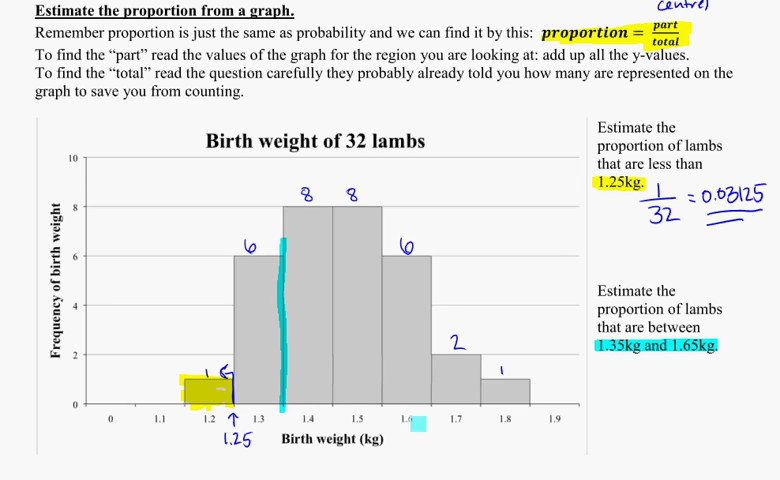 centre)
Estimate the proportion from a graph.
Remember proportion is just the same as probability and we can find it by this: proportion = part/total
To find the “part” read the values of the graph for the region you are looking at: add up all the y-values.
To find the “total” read the question carefully they probably already told you how many are represented on the
graph to save you from counting.
Birth weight of 32 lambs
Frequency of birth weight
10
8
6
4
2
0
1 6 8 8 6 2 1
0 1.1 1.2 1.3 1.4 1.5 1.6 1.7 1.8 1.9
1.25
Birth weight (kg)
Estimate the
proportion of lambs
that are less than
1.25kg.
1/32 = 0.03125
Estimate the
proportion of lambs
that are between
1.35kg and 1.65kg.